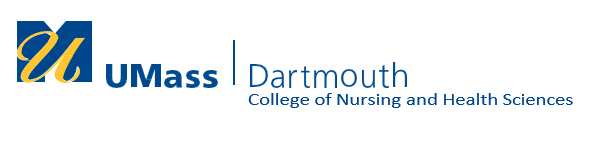 UMass Dartmouth
College of Nursing and Health Sciences